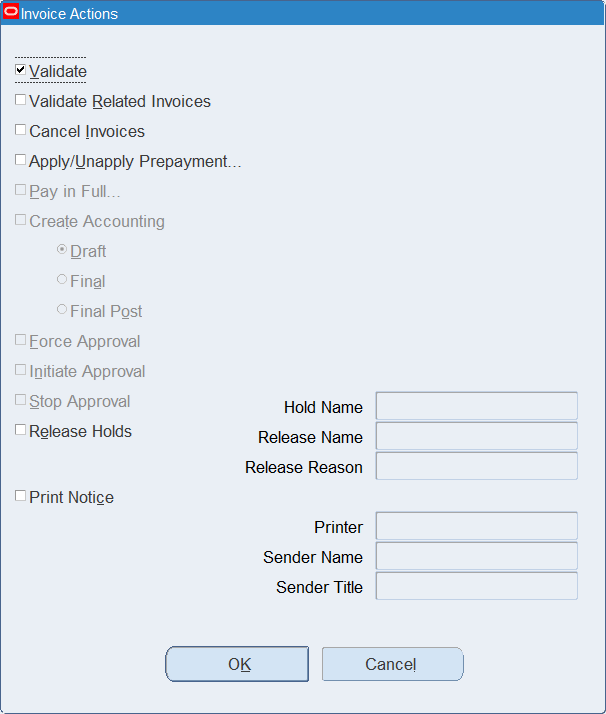 Invoice Actions
Validate
Validate Related Invoices
Cancel Invoices
Apply/Unapply Prepayment...
Pay in Full...
Create Accounting
Draft
Final
Final Post
Force Approval
Initiate Approval
Stop Approval
Hold Name
Release Holds
Release Name
Release Reason
Print Notice
Printer
Sender Name
Sender Title
OK Cancel